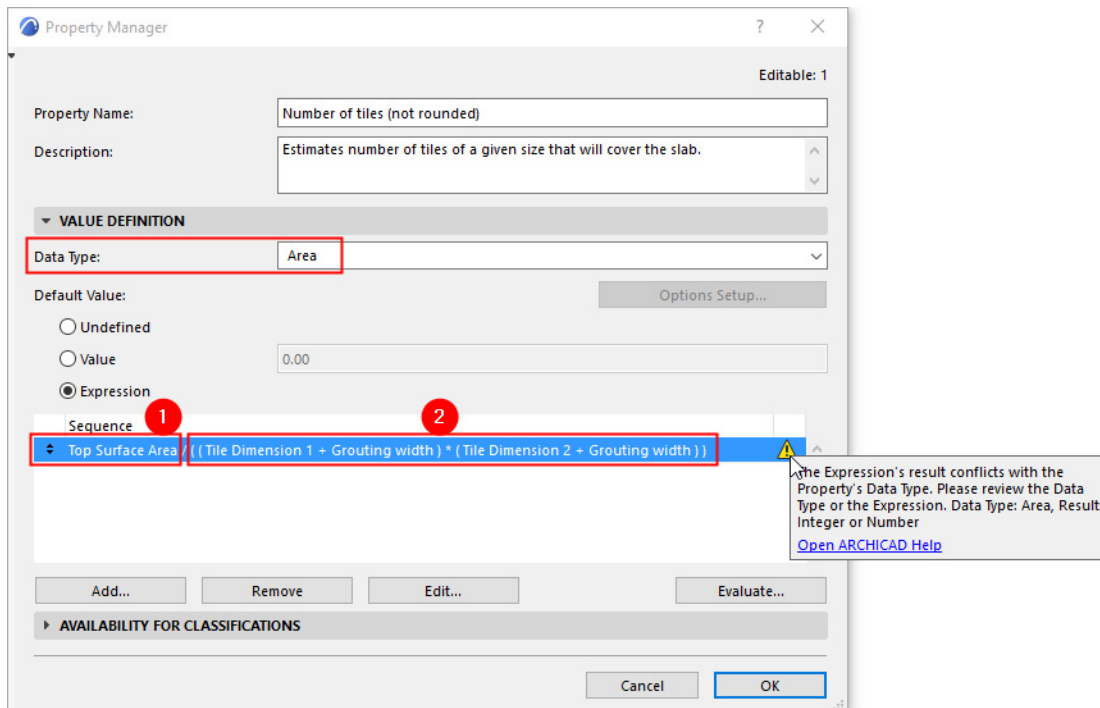 Property Manager
?
Editable: 1
Property Name:
Number of tiles (not rounded)
Description:
Estimates number of tiles of a given size that will cover the slab.
VALUE DEFINITION
Data Type:
Area
Default Value:
Options Setup...
Undefined
Value
0.00
Expression
1
2
Sequence
Top Surface Area / ( ( Tile Dimension 1 + Grouting width ) * ( Tile Dimension 2 + Grouting width ) )
The Expression's result conflicts with the
Property's Data Type. Please review the Data
Type or the Expression. Data Type: Area, Result
Integer or Number
Open ARCHICAD Help
Add...
Remove
Edit...
Evaluate...
AVAILABILITY FOR CLASSIFICATIONS
Cancel
OK